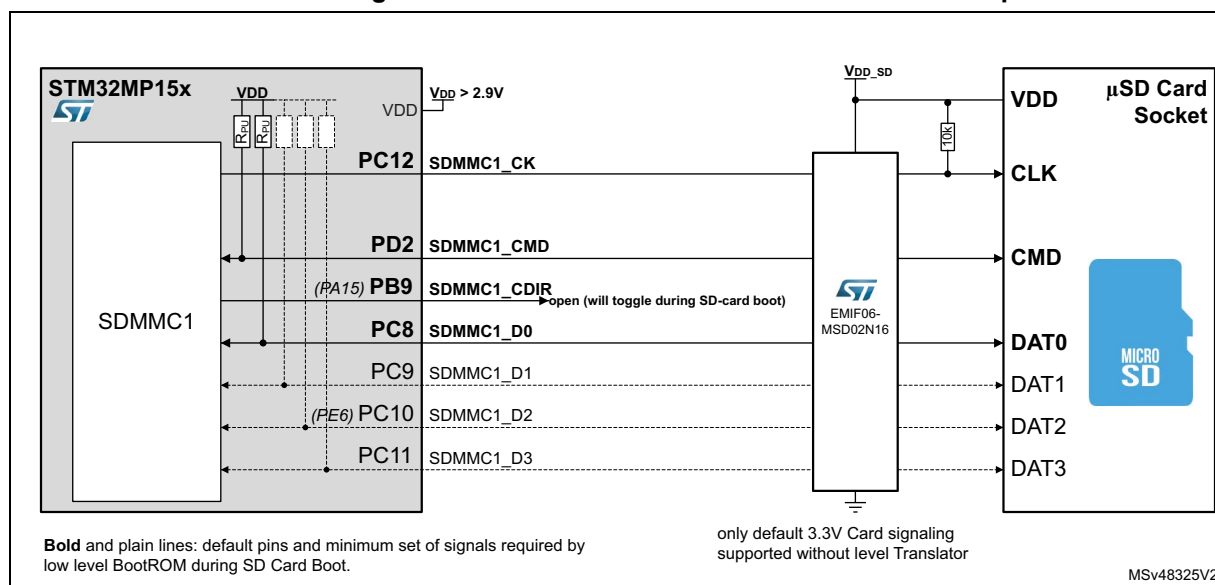 STM32MP15x
VDD
RPU
RPU
VDD
VDD > 2.9V
VDD_SD
10k
VDD
µSD Card
Socket
PC12 SDMMC1_CK
CLK
PD2 SDMMC1_CMD
CMD
(PA15) PB9 SDMMC1_CDIR
open (will toggle during SD-card boot)
SDMMC1
ST
EMIF06-
MSD02N16
PC8 SDMMC1_D0
DAT0
PC9 SDMMC1_D1
DAT1
(PE6) PC10 SDMMC1_D2
DAT2
PC11 SDMMC1_D3
DAT3
MICRO
SD
Bold and plain lines: default pins and minimum set of signals required by
low level BootROM during SD Card Boot.
only default 3.3V Card signaling
supported without level Translator
MSv48325V2